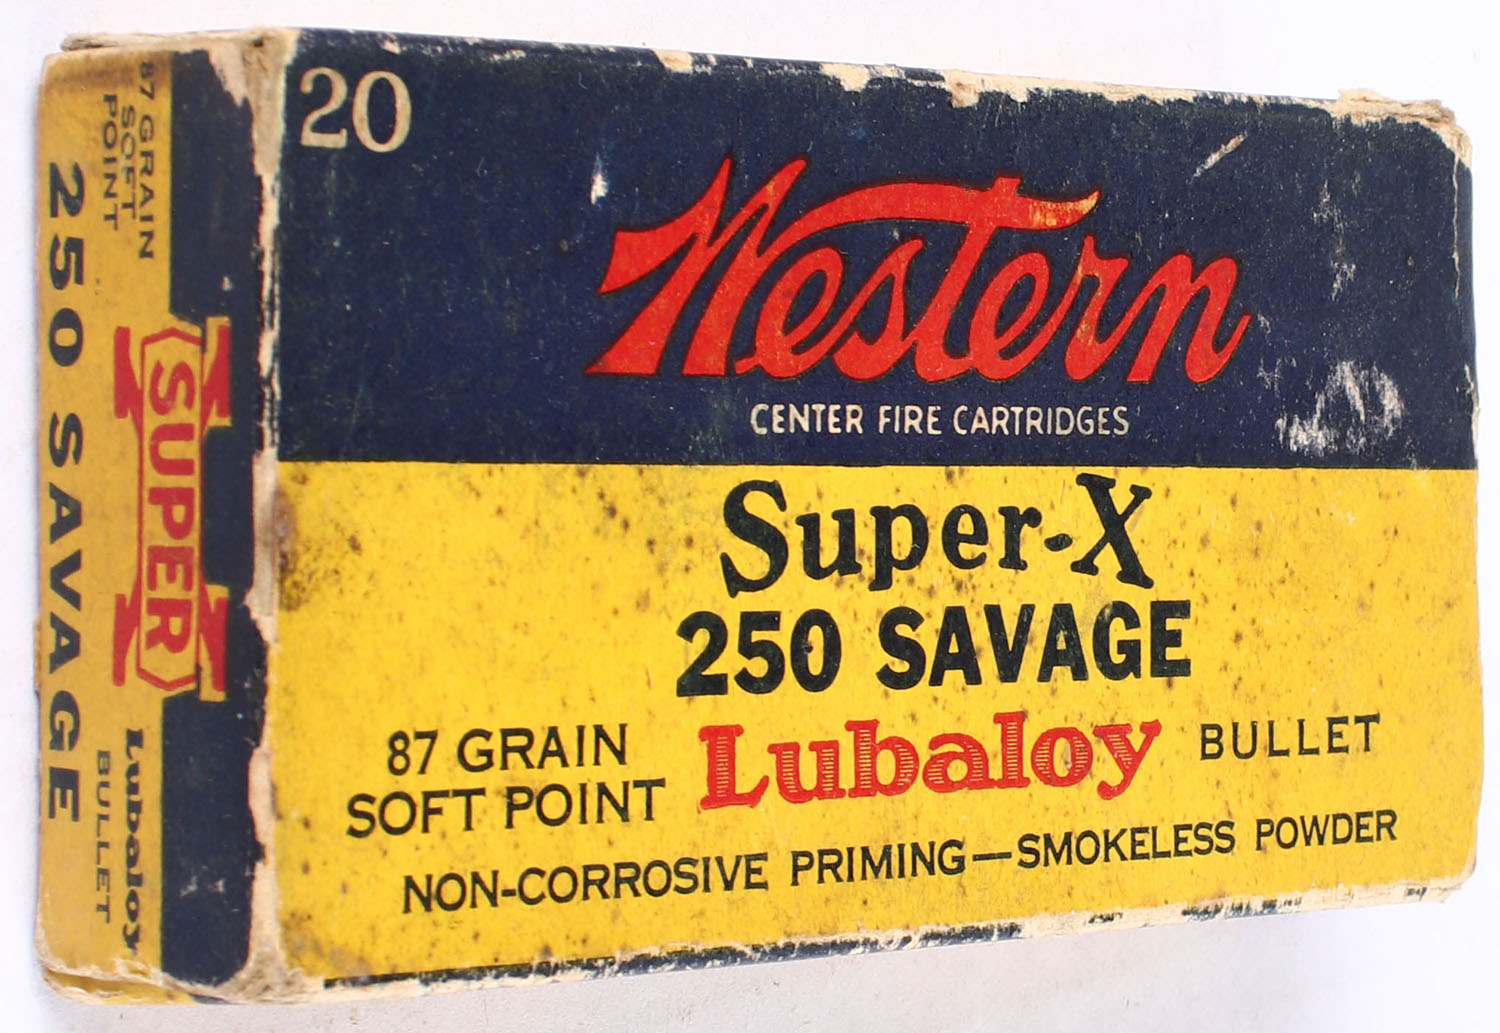 20
Western
CENTER FIRE CARTRIDGES
Super-X
250 SAVAGE
87 GRAIN
SOFT POINT
Lubaloy
BULLET
NON-CORROSIVE PRIMING—SMOKELESS POWDER
87 GRAIN
SOFT
POINT
250 SAVAGE
SUPER
X
Lubaloy
BULLET